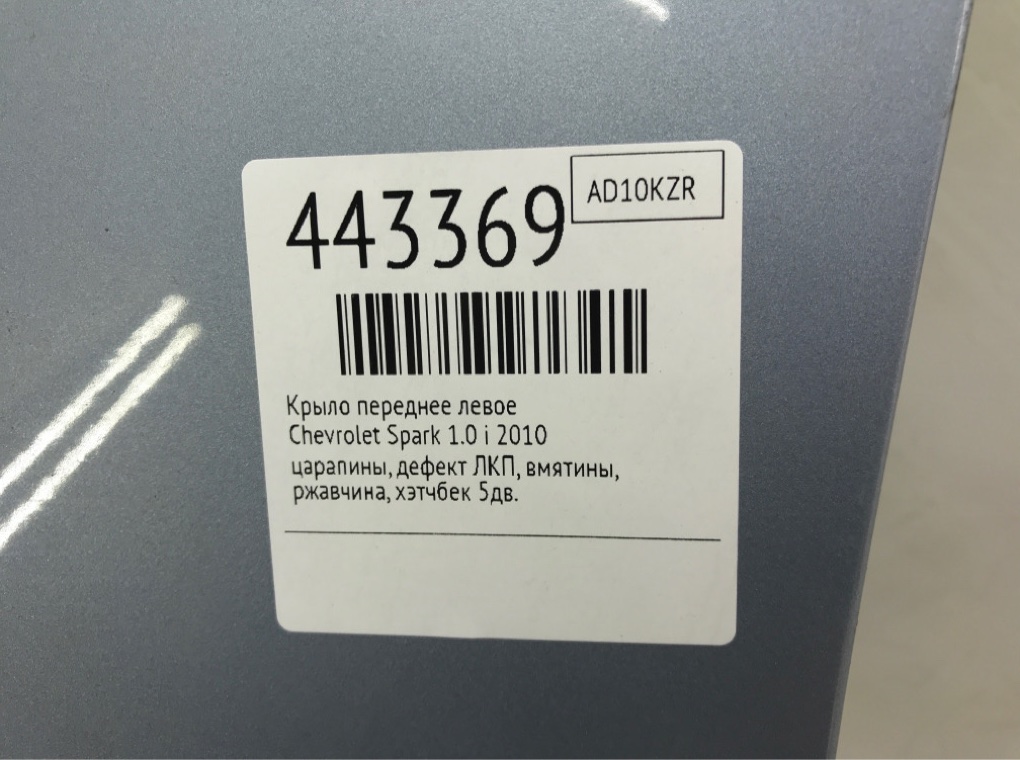 443369
AD10KZR
Крыло переднее левое
Chevrolet Spark 1.0 i 2010
царапины, дефект ЛКП, вмятины,
ржавчина, хэтчбек 5дв.